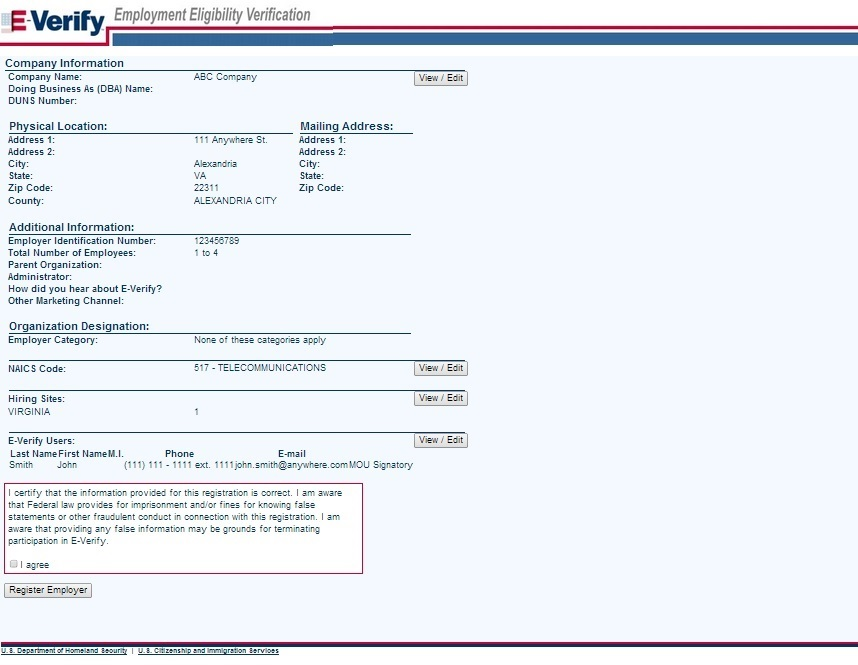 E-Verify Employment Eligibility Verification
Company Information
Company Name: ABC Company View / Edit
Doing Business As (DBA) Name:
DUNS Number:
Physical Location:
Address 1: 111 Anywhere St.
Address 2:
City: Alexandria
State: VA
Zip Code: 22311
County: ALEXANDRIA CITY
Mailing Address:
Address 1:
Address 2:
City:
State:
Zip Code:
Additional Information:
Employer Identification Number: 123456789
Total Number of Employees: 1 to 4
Parent Organization:
Administrator:
How did you hear about E-Verify?
Other Marketing Channel:
Organization Designation:
Employer Category: None of these categories apply
NAICS Code: 517 - TELECOMMUNICATIONS View / Edit
Hiring Sites: View / Edit
VIRGINIA 1
E-Verify Users: View / Edit
Last Name First Name M.I. Phone E-mail
Smith John (111) 111 - 1111 ext. 1111 john.smith@anywhere.com MOU Signatory
I certify that the information provided for this registration is correct. I am aware
that Federal law provides for imprisonment and/or fines for knowing false
statements or other fraudulent conduct in connection with this registration. I am
aware that providing any false information may be grounds for terminating
participation in E-Verify.
I agree
Register Employer
U.S. Department of Homeland Security | U.S. Citizenship and Immigration Services